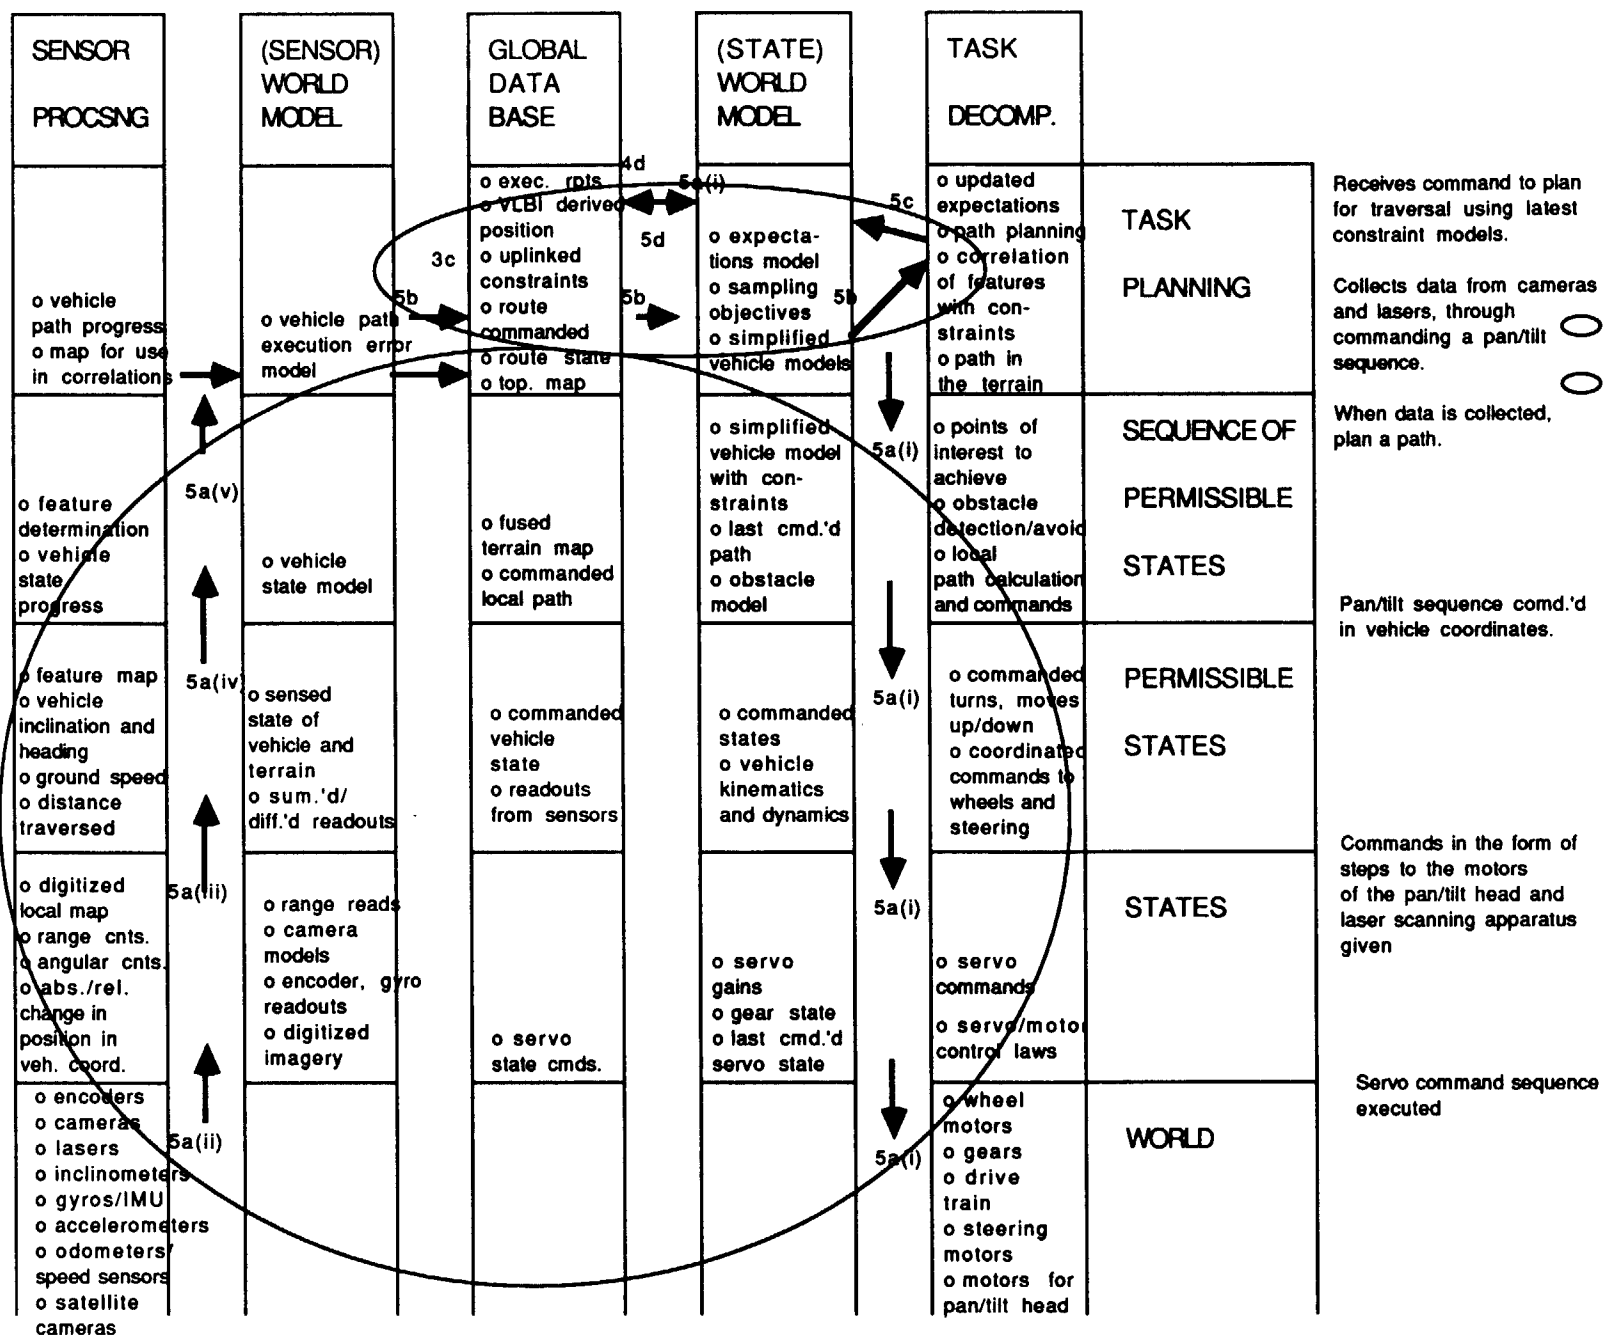 SENSOR
PROCSNG
(SENSOR)
WORLD
MODEL
GLOBAL
DATA
BASE
(STATE)
WORLD
MODEL
TASK
DECOMP.
o vehicle
path progress
o map for use
in correlations
o vehicle path
execution error
model
3c
5b
o exec. rpts
o VLBI derived
position
o uplinked
constraints
o route
commanded
o route state
o top. map
4d
5a(i)
5d
5b
o expecta-
tions model
o sampling
objectives
o simplified
vehicle models
5c
5b
o updated
expectations
o path planning
o correlation
of features
with con-
straints
o path in
the terrain
TASK
PLANNING
Receives command to plan
for traversal using latest
constraint models.
Collects data from cameras
and lasers, through
commanding a pan/tilt
sequence.
When data is collected,
plan a path.
o feature
determination
o vehicle
state
progress
5a(v)
o vehicle
state model
o fused
terrain map
o commanded
local path
o simplified
vehicle model
with con-
straints
o last cmd.'d
path
o obstacle
model
5a(i)
o points of
interest to
achieve
o obstacle
detection/avoid
o local
path calculation
and commands
SEQUENCE OF
PERMISSIBLE
STATES
Pan/tilt sequence comd.'d
in vehicle coordinates.
o feature map
o vehicle
inclination and
heading
o ground speed
o distance
traversed
5a(iv)
o sensed
state of
vehicle and
terrain
o sum.'d/
diff.'d readouts
o commanded
vehicle
state
o readouts
from sensors
o commanded
states
o vehicle
kinematics
and dynamics
5a(i)
o commanded
turns, moves
up/down
o coordinated
commands to
wheels and
steering
PERMISSIBLE
STATES
Commands in the form of
steps to the motors
of the pan/tilt head and
laser scanning apparatus
given
o digitized
local map
o range cnts.
o angular cnts.
o abs./rel.
change in
position in
veh. coord.
5a(iii)
o range reads
o camera
models
o encoder, gyro
readouts
o digitized
imagery
o servo
state cmds.
o servo
gains
o gear state
o last cmd.'d
servo state
5a(i)
o servo
commands
o servo/motor
control laws
STATES
Servo command sequence
executed
o encoders
o cameras
o lasers
o inclinometers
o gyros/IMU
o accelerometers
o odometers/
speed sensors
o satellite
cameras
5a(ii)
5a(i)
o wheel
motors
o gears
o drive
train
o steering
motors
o motors for
pan/tilt head
WORLD